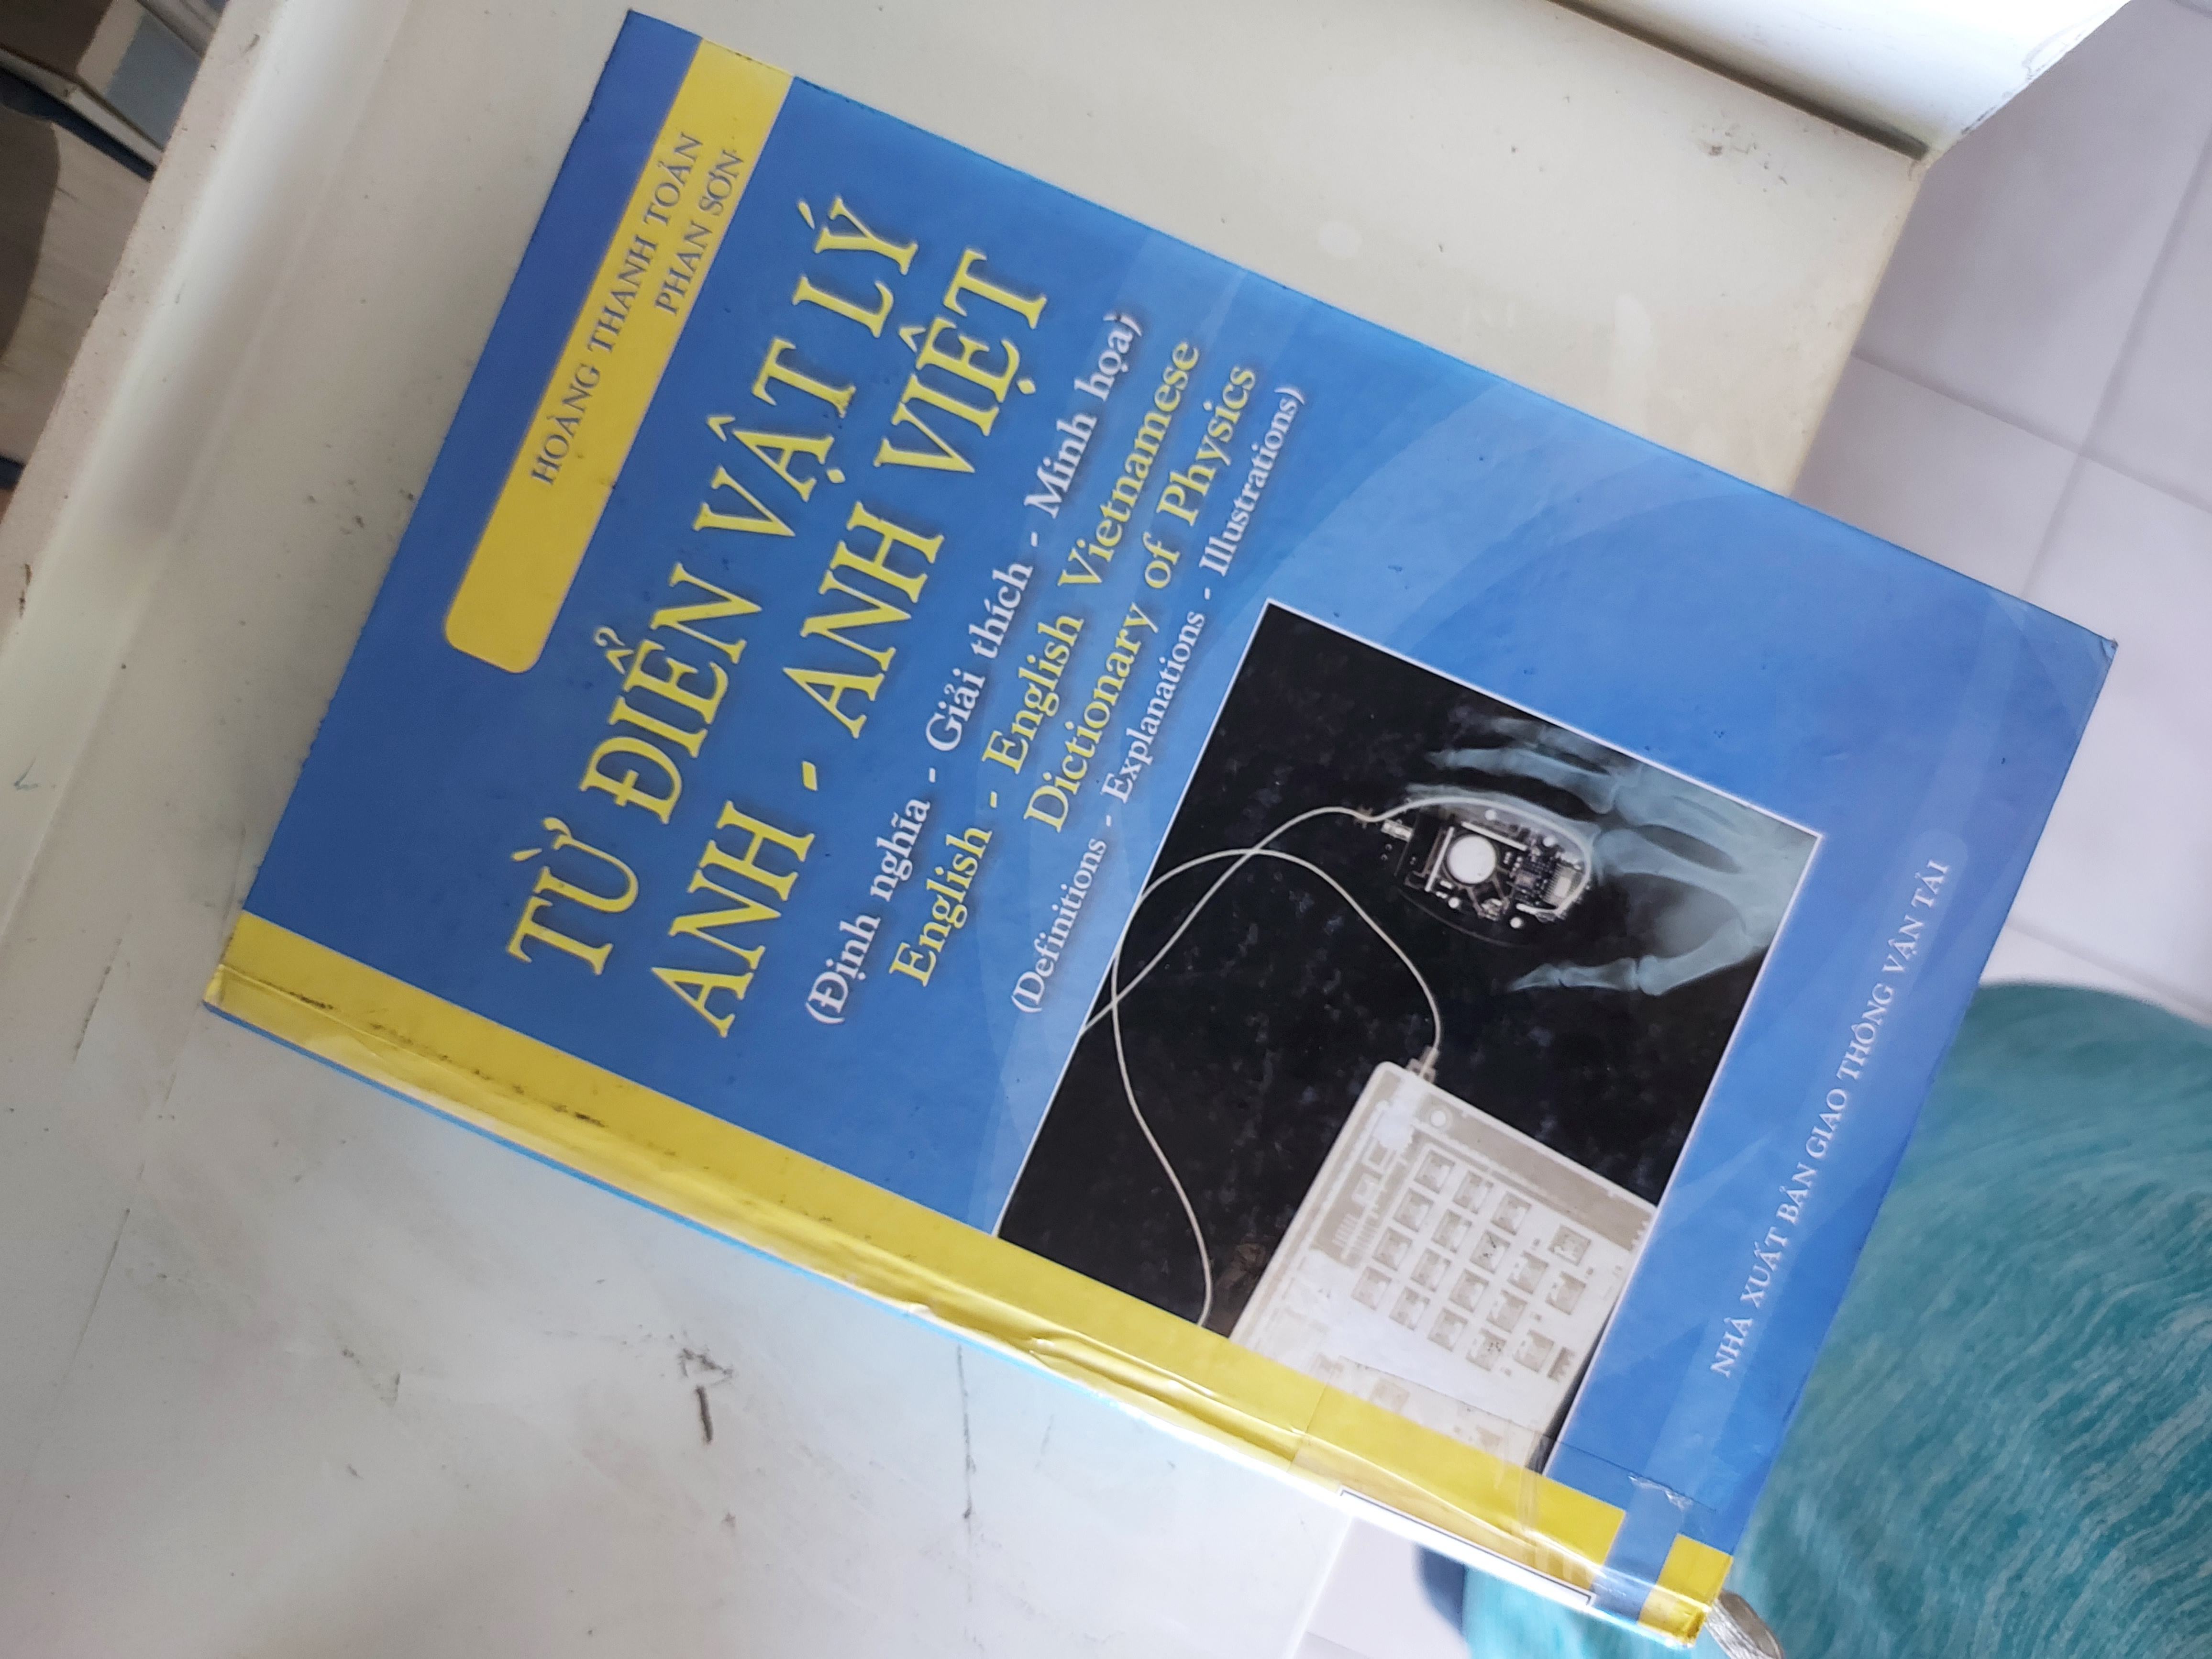 HOÀNG THANH TOẢN
PHAN SƠN
TỪ ĐIỂN VẬT LÝ
ANH - ANH VIỆT
(Định nghĩa - Giải thích - Minh họa)
English - English Vietnamese
Dictionary of Physics
(Definitions - Explanations - Illustrations)
NHÀ XUẤT BẢN GIAO THÔNG VẬN TẢI